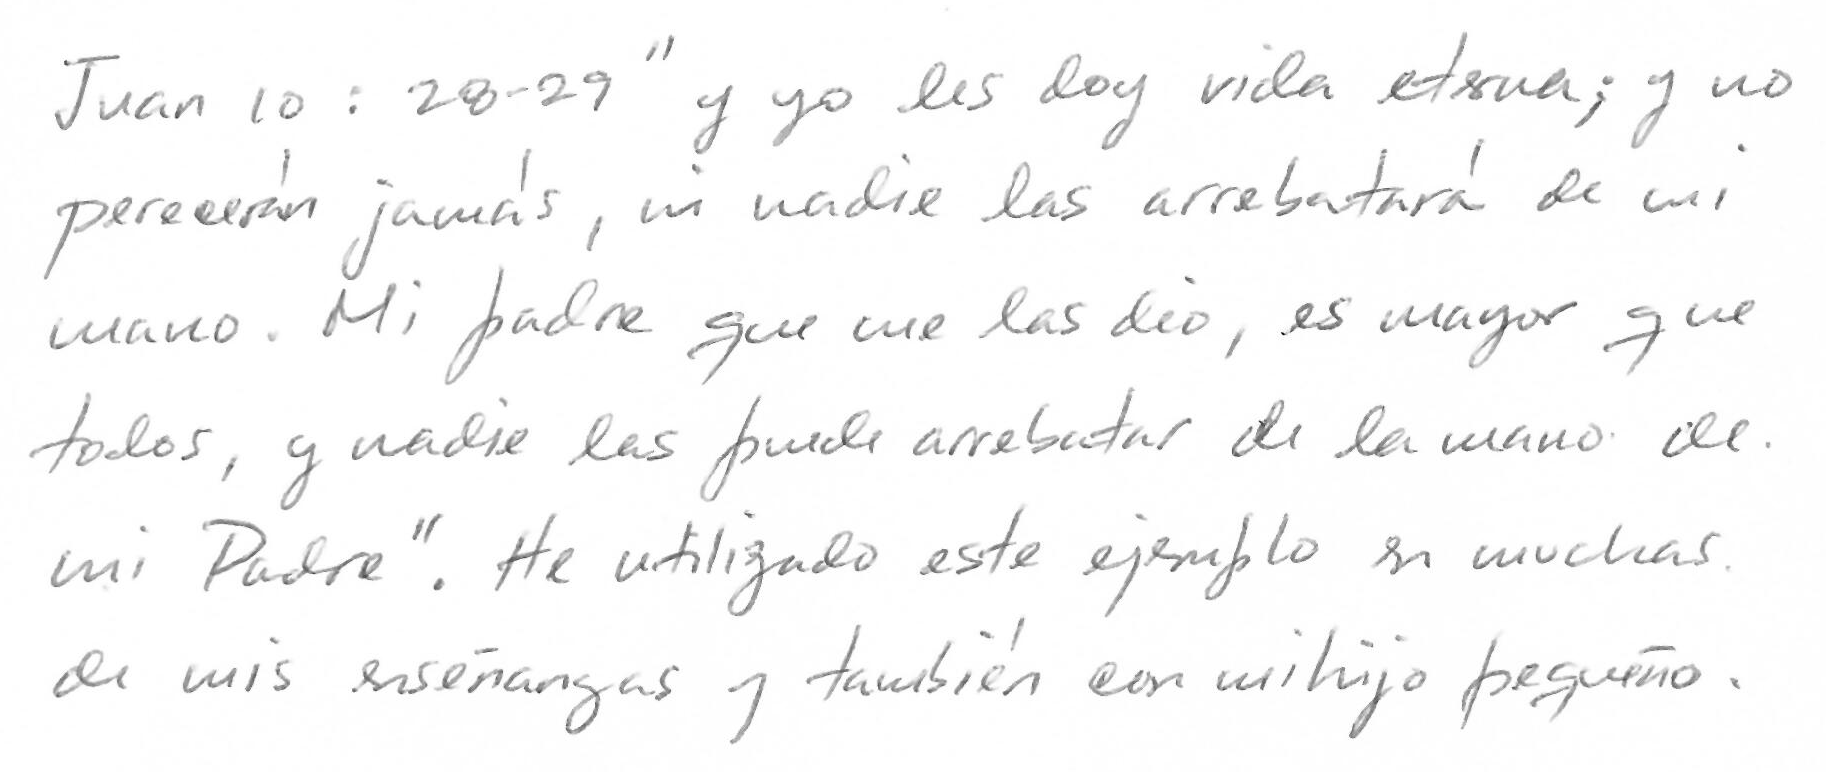 Juan 10: 28-29 "y yo les doy vida eterna; y no
perecerán jamás, ni nadie las arrebatará de mi
mano. Mi padre que me las dio, es mayor que
todos, y nadie las puede arrebatar de la mano de
mi Padre". He utilizado este ejemplo en muchas
de mis enseñanzas y también con mi hijo pequeño.